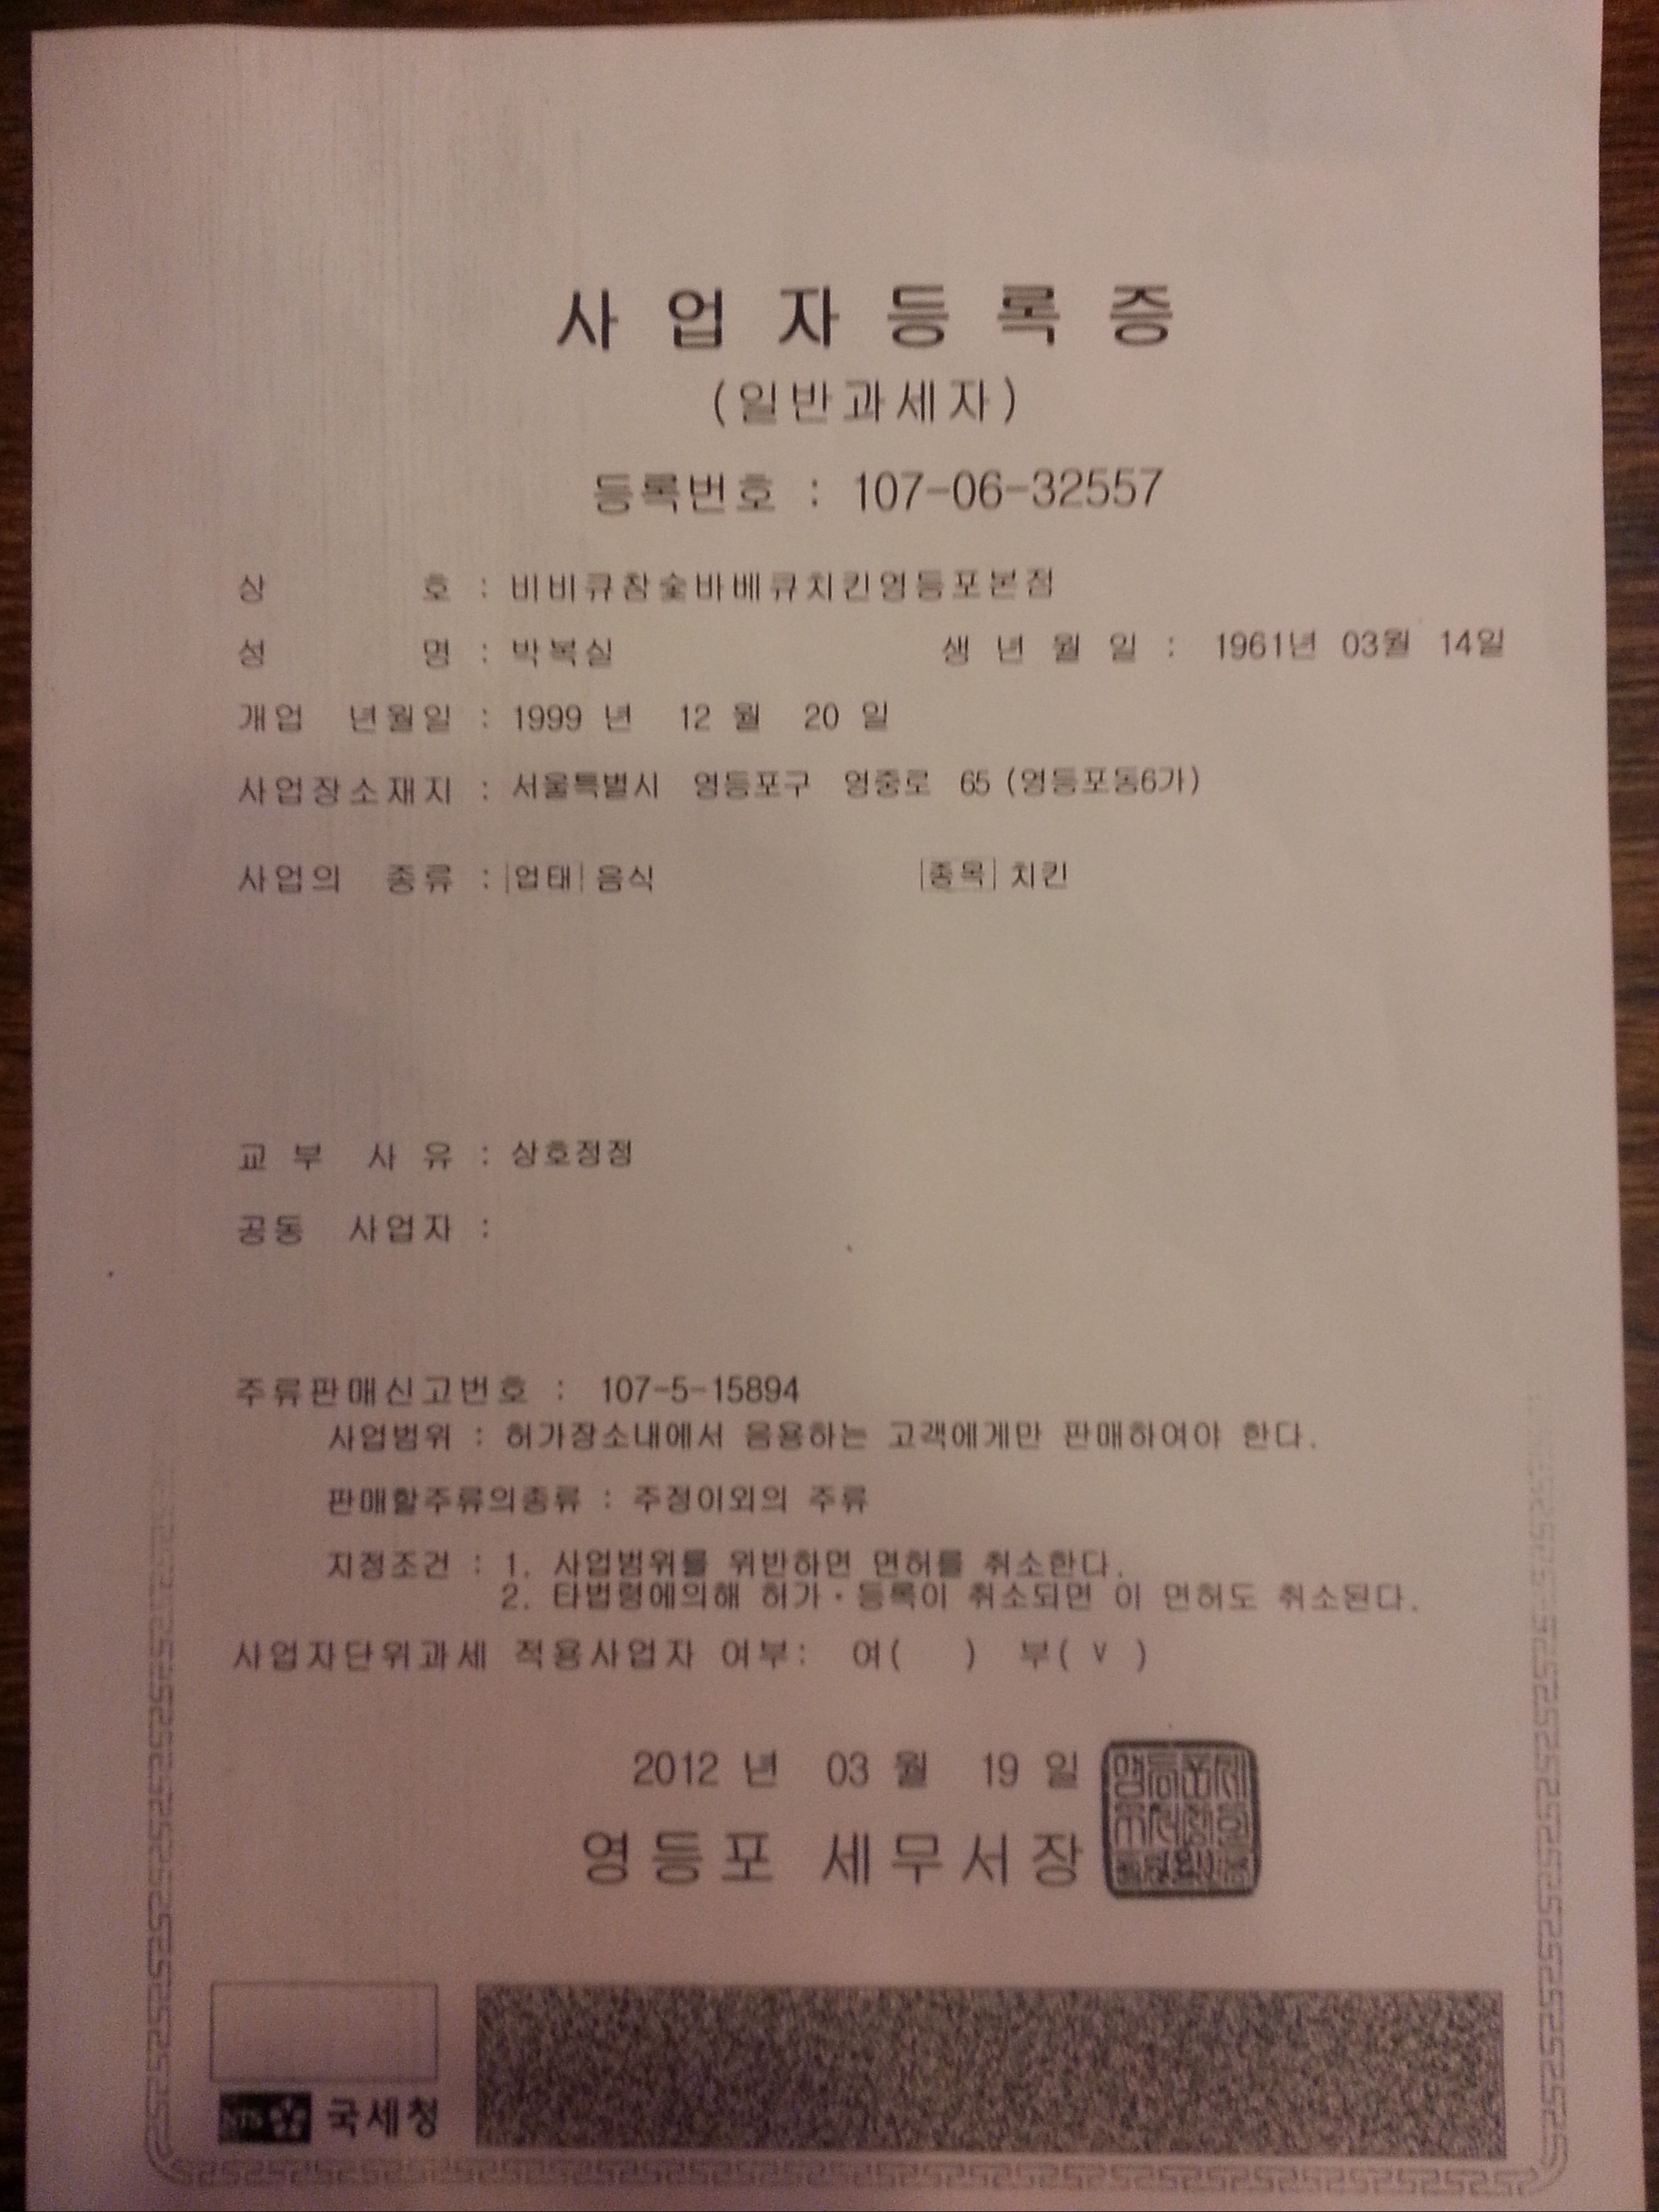 사업자등록증
(일반과세자)
등록번호 : 107-06-32557
상 호 : 비비큐참숯바베큐치킨영등포본점
성 명 : 박복실 생년월일 : 1961년 03월 14일
개업 년월일 : 1999 년 12 월 20 일
사업장소재지 : 서울특별시 영등포구 영중로 65 (영등포동6가)
사업의 종류 : 업태 음식 종목 치킨
교부 사유 : 상호정정
공동 사업자 :
주류판매신고번호 : 107-5-15894
사업범위 : 허가장소내에서 음용하는 고객에게만 판매하여야 한다.
판매할주류의종류 : 주정이외의 주류
지정조건 : 1. 사업범위를 위반하면 면허를 취소한다.
2. 타법령에의해 허가·등록이 취소되면 이 면허도 취소된다.
사업자단위과세 적용사업자 여부: 여( ) 부( v )
2012 년 03 월 19 일
영등포 세무서장
NTS 국세청